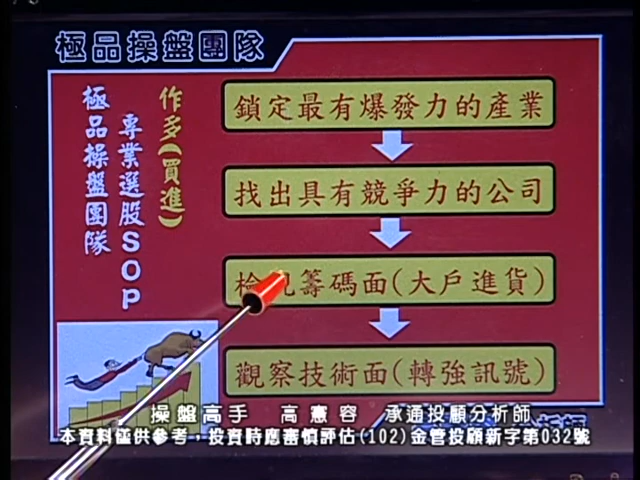 極品操盤團隊
作多(買進)
專業選股SOP
極品操盤團隊
鎖定最有爆發力的產業
找出具有競爭力的公司
檢視籌碼面(大戶進貨)
觀察技術面(轉強訊號)
操盤高手 高憲容 承通投顧分析師
本資料僅供參考，投資時應審慎評估(102)金管投顧新字第032號